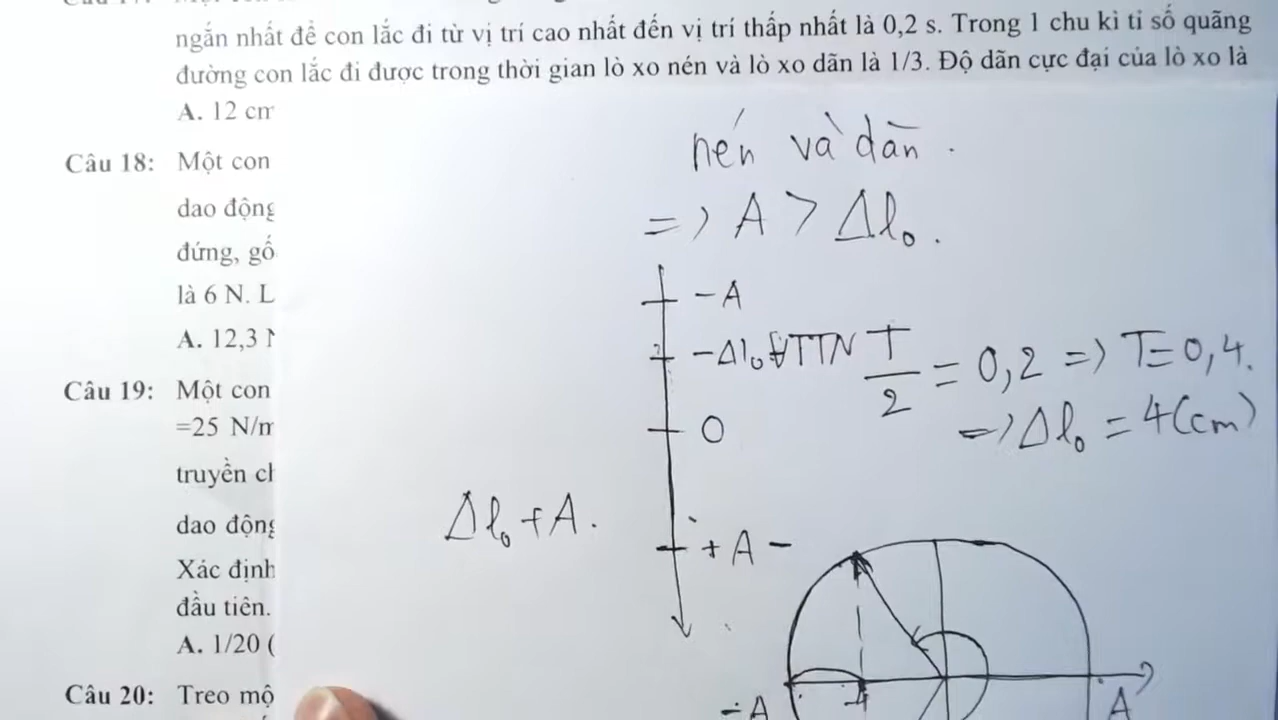 ngắn nhất để con lắc đi từ vị trí cao nhất đến vị trí thấp nhất là 0,2 s. Trong 1 chu kì tỉ số quãng
đường con lắc đi được trong thời gian lò xo nén và lò xo dãn là 1/3. Độ dãn cực đại của lò xo là
A. 12 cm
nén và dãn.
Câu 18: Một con
=> A > Δl₀.
dao động
đứng, gố
là 6 N. L
-A
A. 12,3 N
-Δl₀ VTTN T/2 = 0,2 => T = 0,4.
Câu 19: Một con
=25 N/m
O
=> Δl₀ = 4(cm)
truyền ch
dao động
Δl₀ + A.
+A
Xác định
đầu tiên.
A. 1/20 (
Câu 20: Treo mộ
-A -4 A